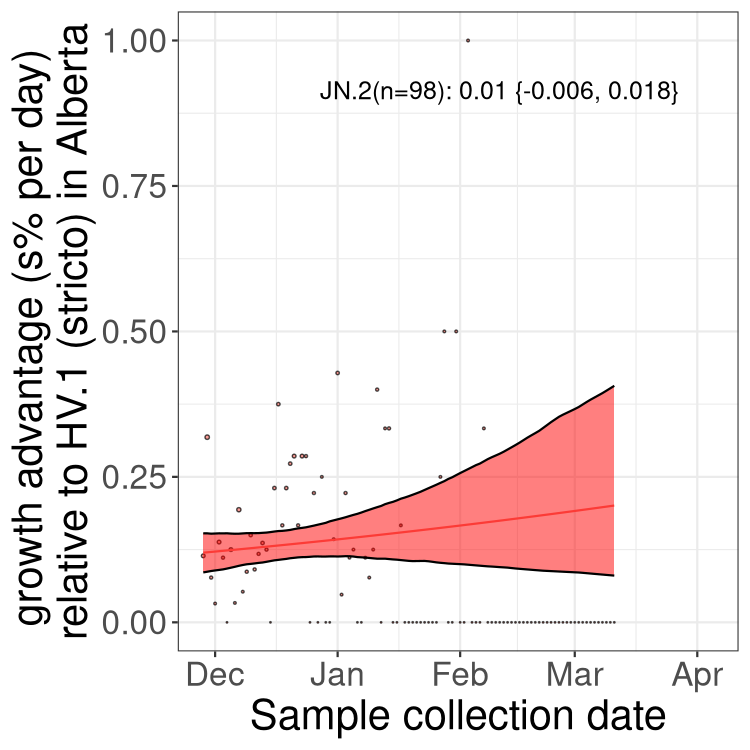 growth advantage (s% per day)
relative to HV.1 (stricto) in Alberta
1.00
0.75
0.50
0.25
0.00
JN.2(n=98): 0.01 {-0.006, 0.018}
Dec Jan Feb Mar Apr
Sample collection date